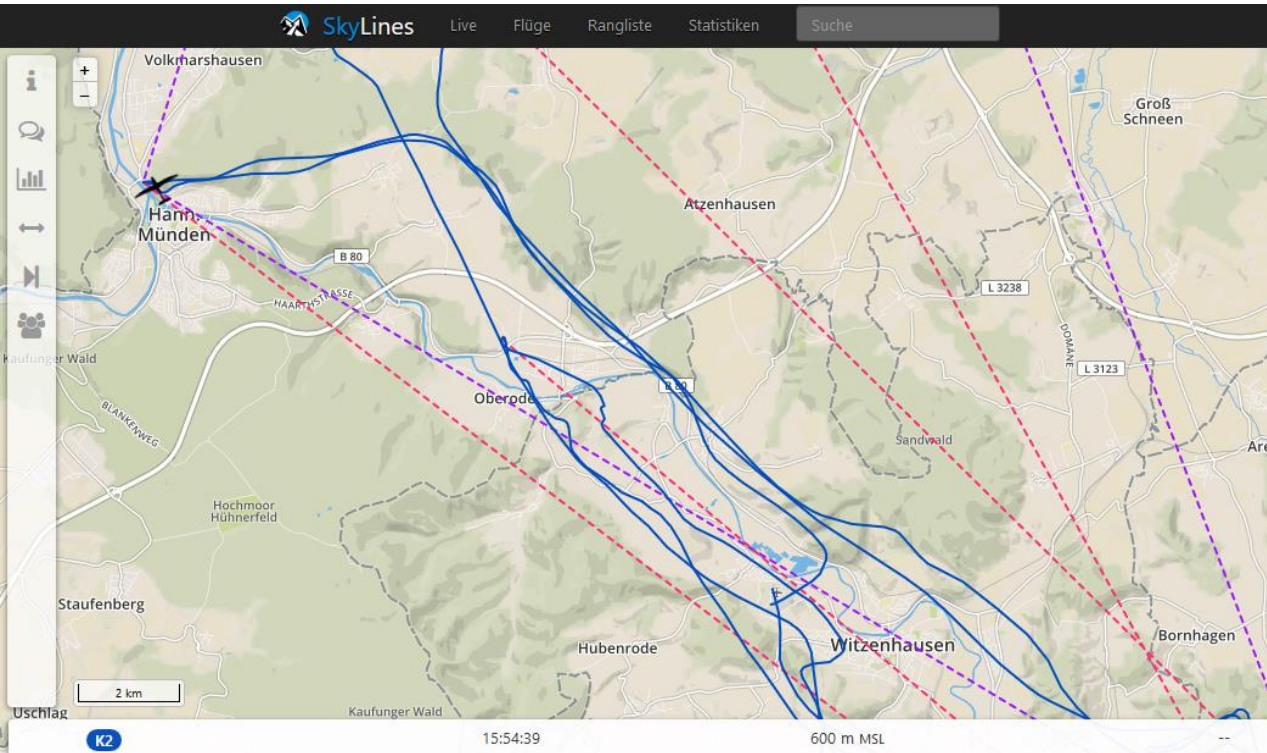 SkyLines Live Flüge Rangliste Statistiken Suche
Volkmarshausen
+
−
Groß
Schneen
Atzenhausen
Hann.
Münden
B 80
L 3238
HAARTHSTRASSE
DOMÄNE
Kaufunger Wald
L 3123
Oberode
B 80
BLANKENWEG
Sandwald
Are
Hochmoor
Hühnerfeld
Staufenberg
Bornhagen
Hubenrode
Witzenhausen
2 km
Uschlag
Kaufunger Wald
K2 15:54:39 600 m MSL --